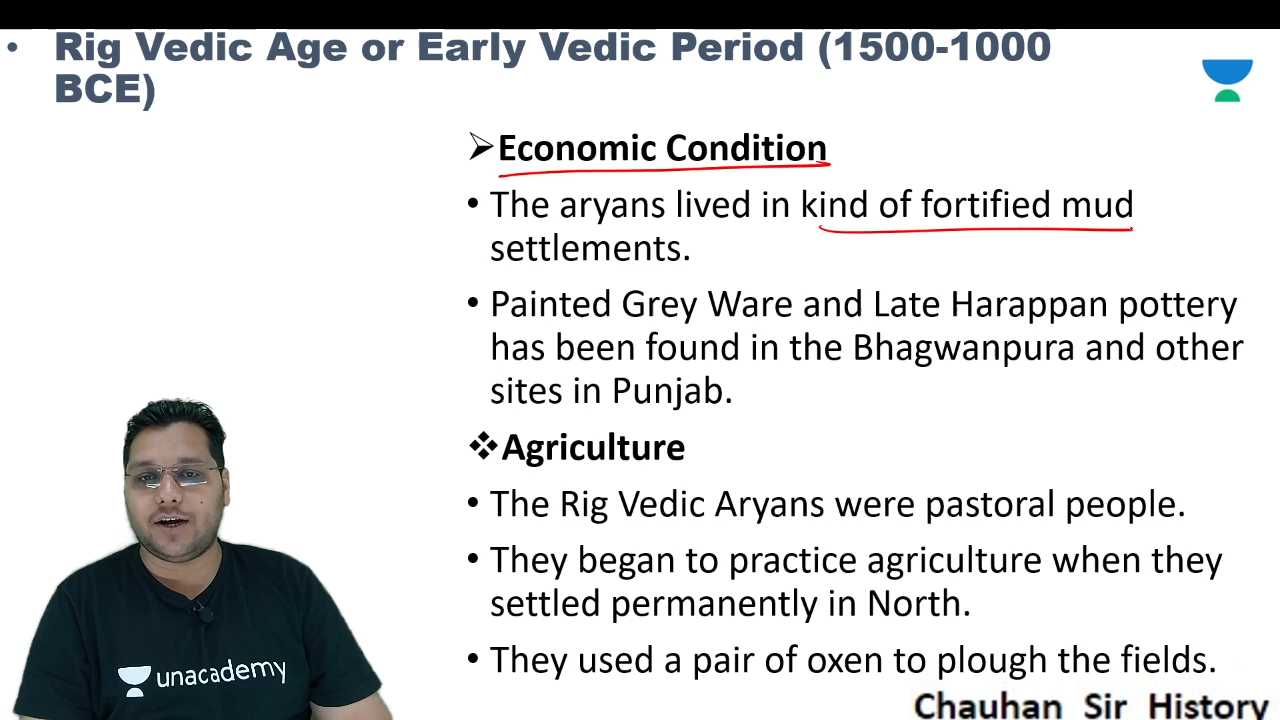 • Rig Vedic Age or Early Vedic Period (1500-1000
BCE)
➢Economic Condition
• The aryans lived in kind of fortified mud
settlements.
• Painted Grey Ware and Late Harappan pottery
has been found in the Bhagwanpura and other
sites in Punjab.
❖Agriculture
• The Rig Vedic Aryans were pastoral people.
• They began to practice agriculture when they
settled permanently in North.
• They used a pair of oxen to plough the fields.
unacademy
Chauhan Sir History